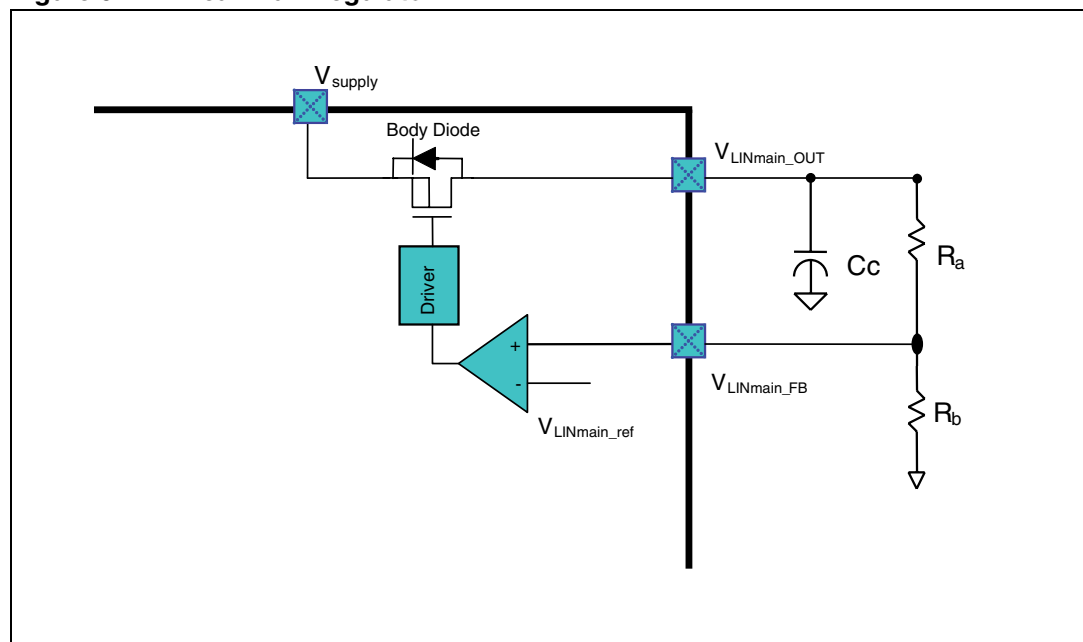 V_supply
Body Diode
V_LINmain_OUT
Cc
R_a
Driver
+
-
V_LINmain_FB
V_LINmain_ref
R_b